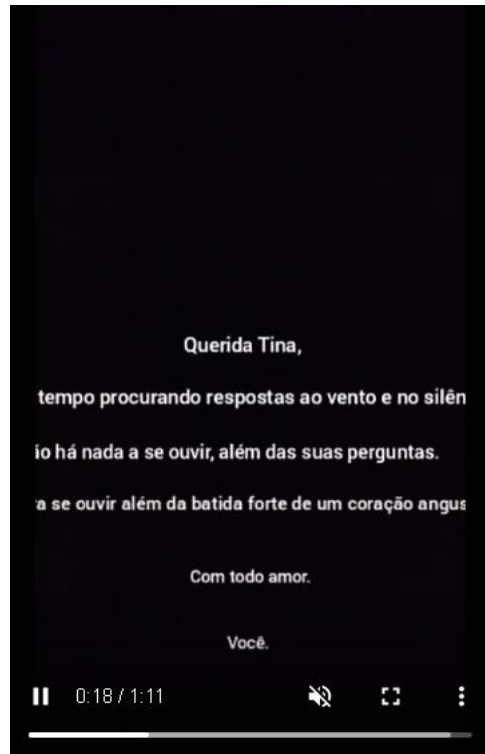 Querida Tina,
tempo procurando respostas ao vento e no silên
io há nada a se ouvir, além das suas perguntas.
a se ouvir além da batida forte de um coração angus
Com todo amor.
Você.
0:18 / 1:11